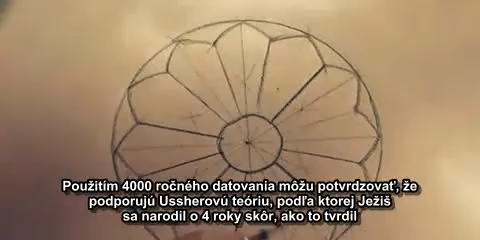 Použitím 4000 ročného datovania môžu potvrdzovať, že
podporujú Ussherovú teóriu, podľa ktorej Ježiš
sa narodil o 4 roky skôr, ako to tvrdil